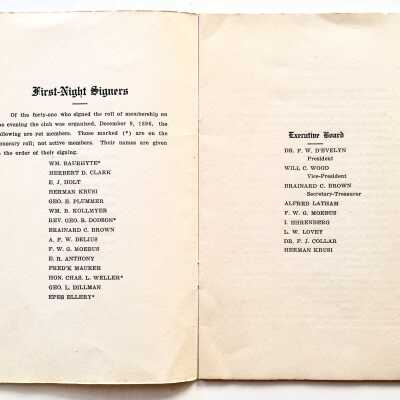 First-Night Signers
Of the forty-one who signed the roll of membership on
the evening the club was organized, December 9, 1896, the
following are yet members. Those marked (*) are on the
honorary roll; not active members. Their names are given
in the order of their signing.
WM. BAURHYTE*
HERBERT D. CLARK
E. J. HOLT
HERMAN KRUSI
GEO. E. PLUMMER
WM. B. KOLLMYER
REV. GEO. R. DODSON*
BRAINARD C. BROWN
A. F. W. DELIUS
F. W. G. MOEBUS
E. R. ANTHONY
FRED'K MAURER
HON. CHAS. L. WELLER*
GEO. L. DILLMAN
EPES ELLERY*
Executive Board
DR. F. W. D'EVELYN
President
WILL C. WOOD
Vice-President
BRAINARD C. BROWN
Secretary-Treasurer
ALFRED LATHAM
F. W. G. MOEBUS
I. EHRENBERG
L. W. LOVEY
DR. F. J. COLLAR
HERMAN KRUSI